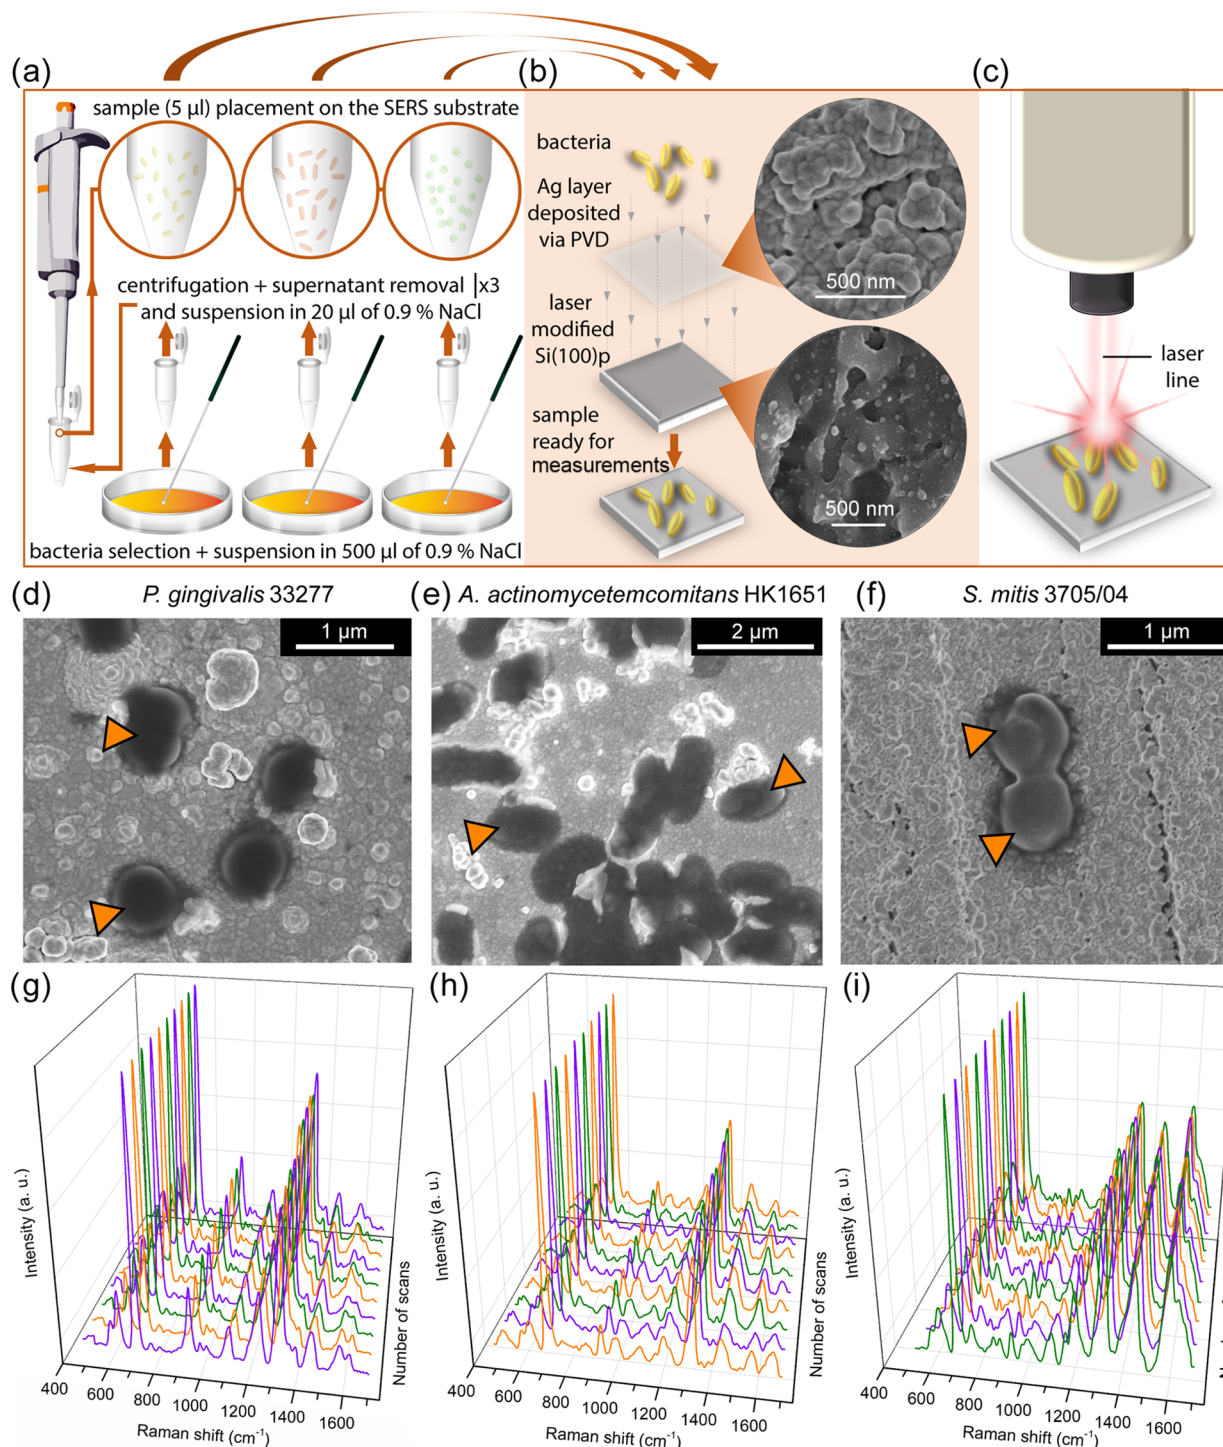 (a)
(b)
(c)
sample (5 µl) placement on the SERS substrate
centrifugation + supernatant removal |x3
and suspension in 20 µl of 0.9 % NaCl
bacteria selection + suspension in 500 µl of 0.9 % NaCl
bacteria
Ag layer
deposited
via PVD
500 nm
laser
modified
Si(100)p
500 nm
sample
ready for
measurements
laser
line
(d)
P. gingivalis 33277
1 µm
(e)
A. actinomycetemcomitans HK1651
2 µm
(f)
S. mitis 3705/04
1 µm
(g)
Intensity (a. u.)
Number of scans
400
600
800
1000
1200
1400
1600
Raman shift (cm⁻¹)
(h)
Intensity (a. u.)
Number of scans
400
600
800
1000
1200
1400
1600
Raman shift (cm⁻¹)
(i)
Intensity (a. u.)
400
600
800
1000
1200
1400
1600
Raman shift (cm⁻¹)